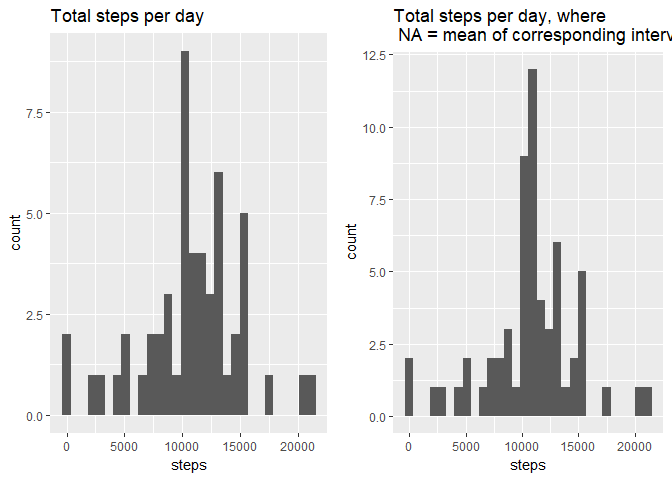 Total steps per day
7.5
5.0
2.5
0.0
count
0 5000 10000 15000 20000
steps
Total steps per day, where
NA = mean of corresponding interv
12.5
10.0
7.5
5.0
2.5
0.0
count
0 5000 10000 15000 20000
steps